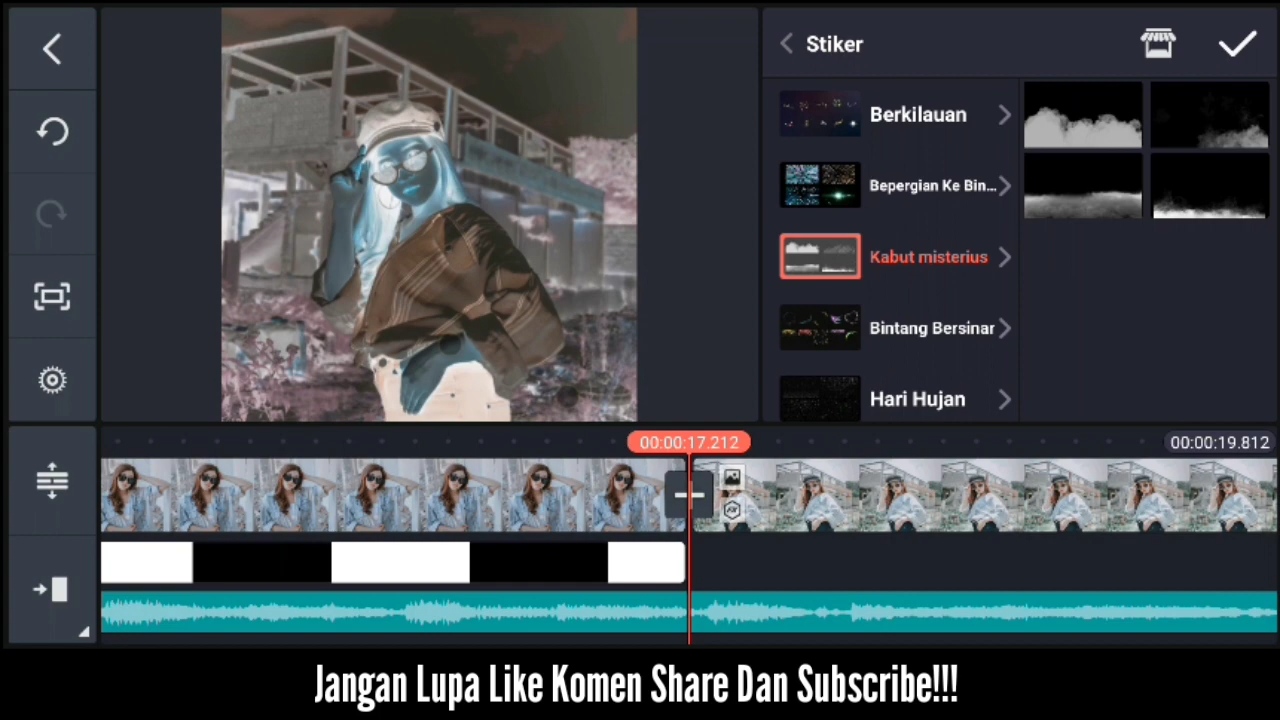 Stiker
Berkilauan
Bepergian Ke Bin...
Kabut misterius
Bintang Bersinar
Hari Hujan
00:00:17.212
00:00:19.812
Jangan Lupa Like Komen Share Dan Subscribe!!!